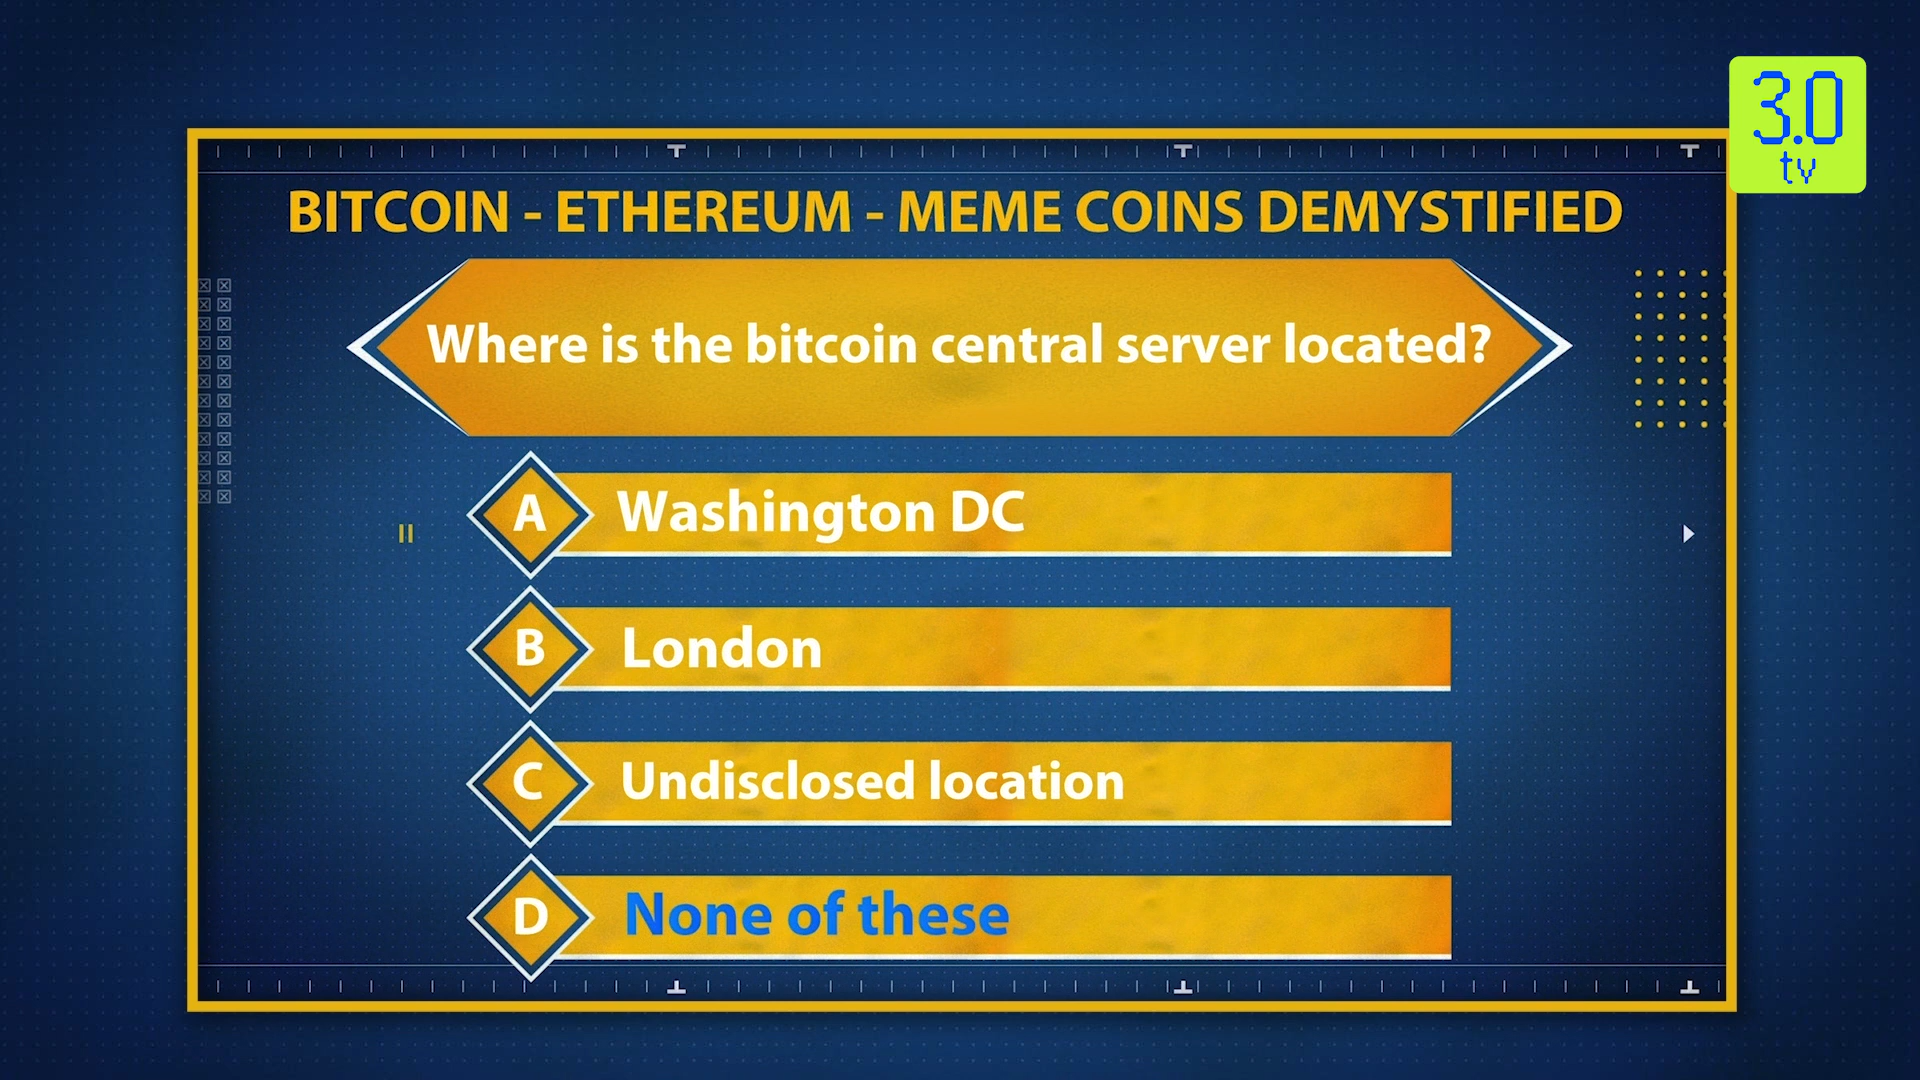 3.0
tv
BITCOIN - ETHEREUM - MEME COINS DEMYSTIFIED
Where is the bitcoin central server located?
A Washington DC
B London
C Undisclosed location
D None of these